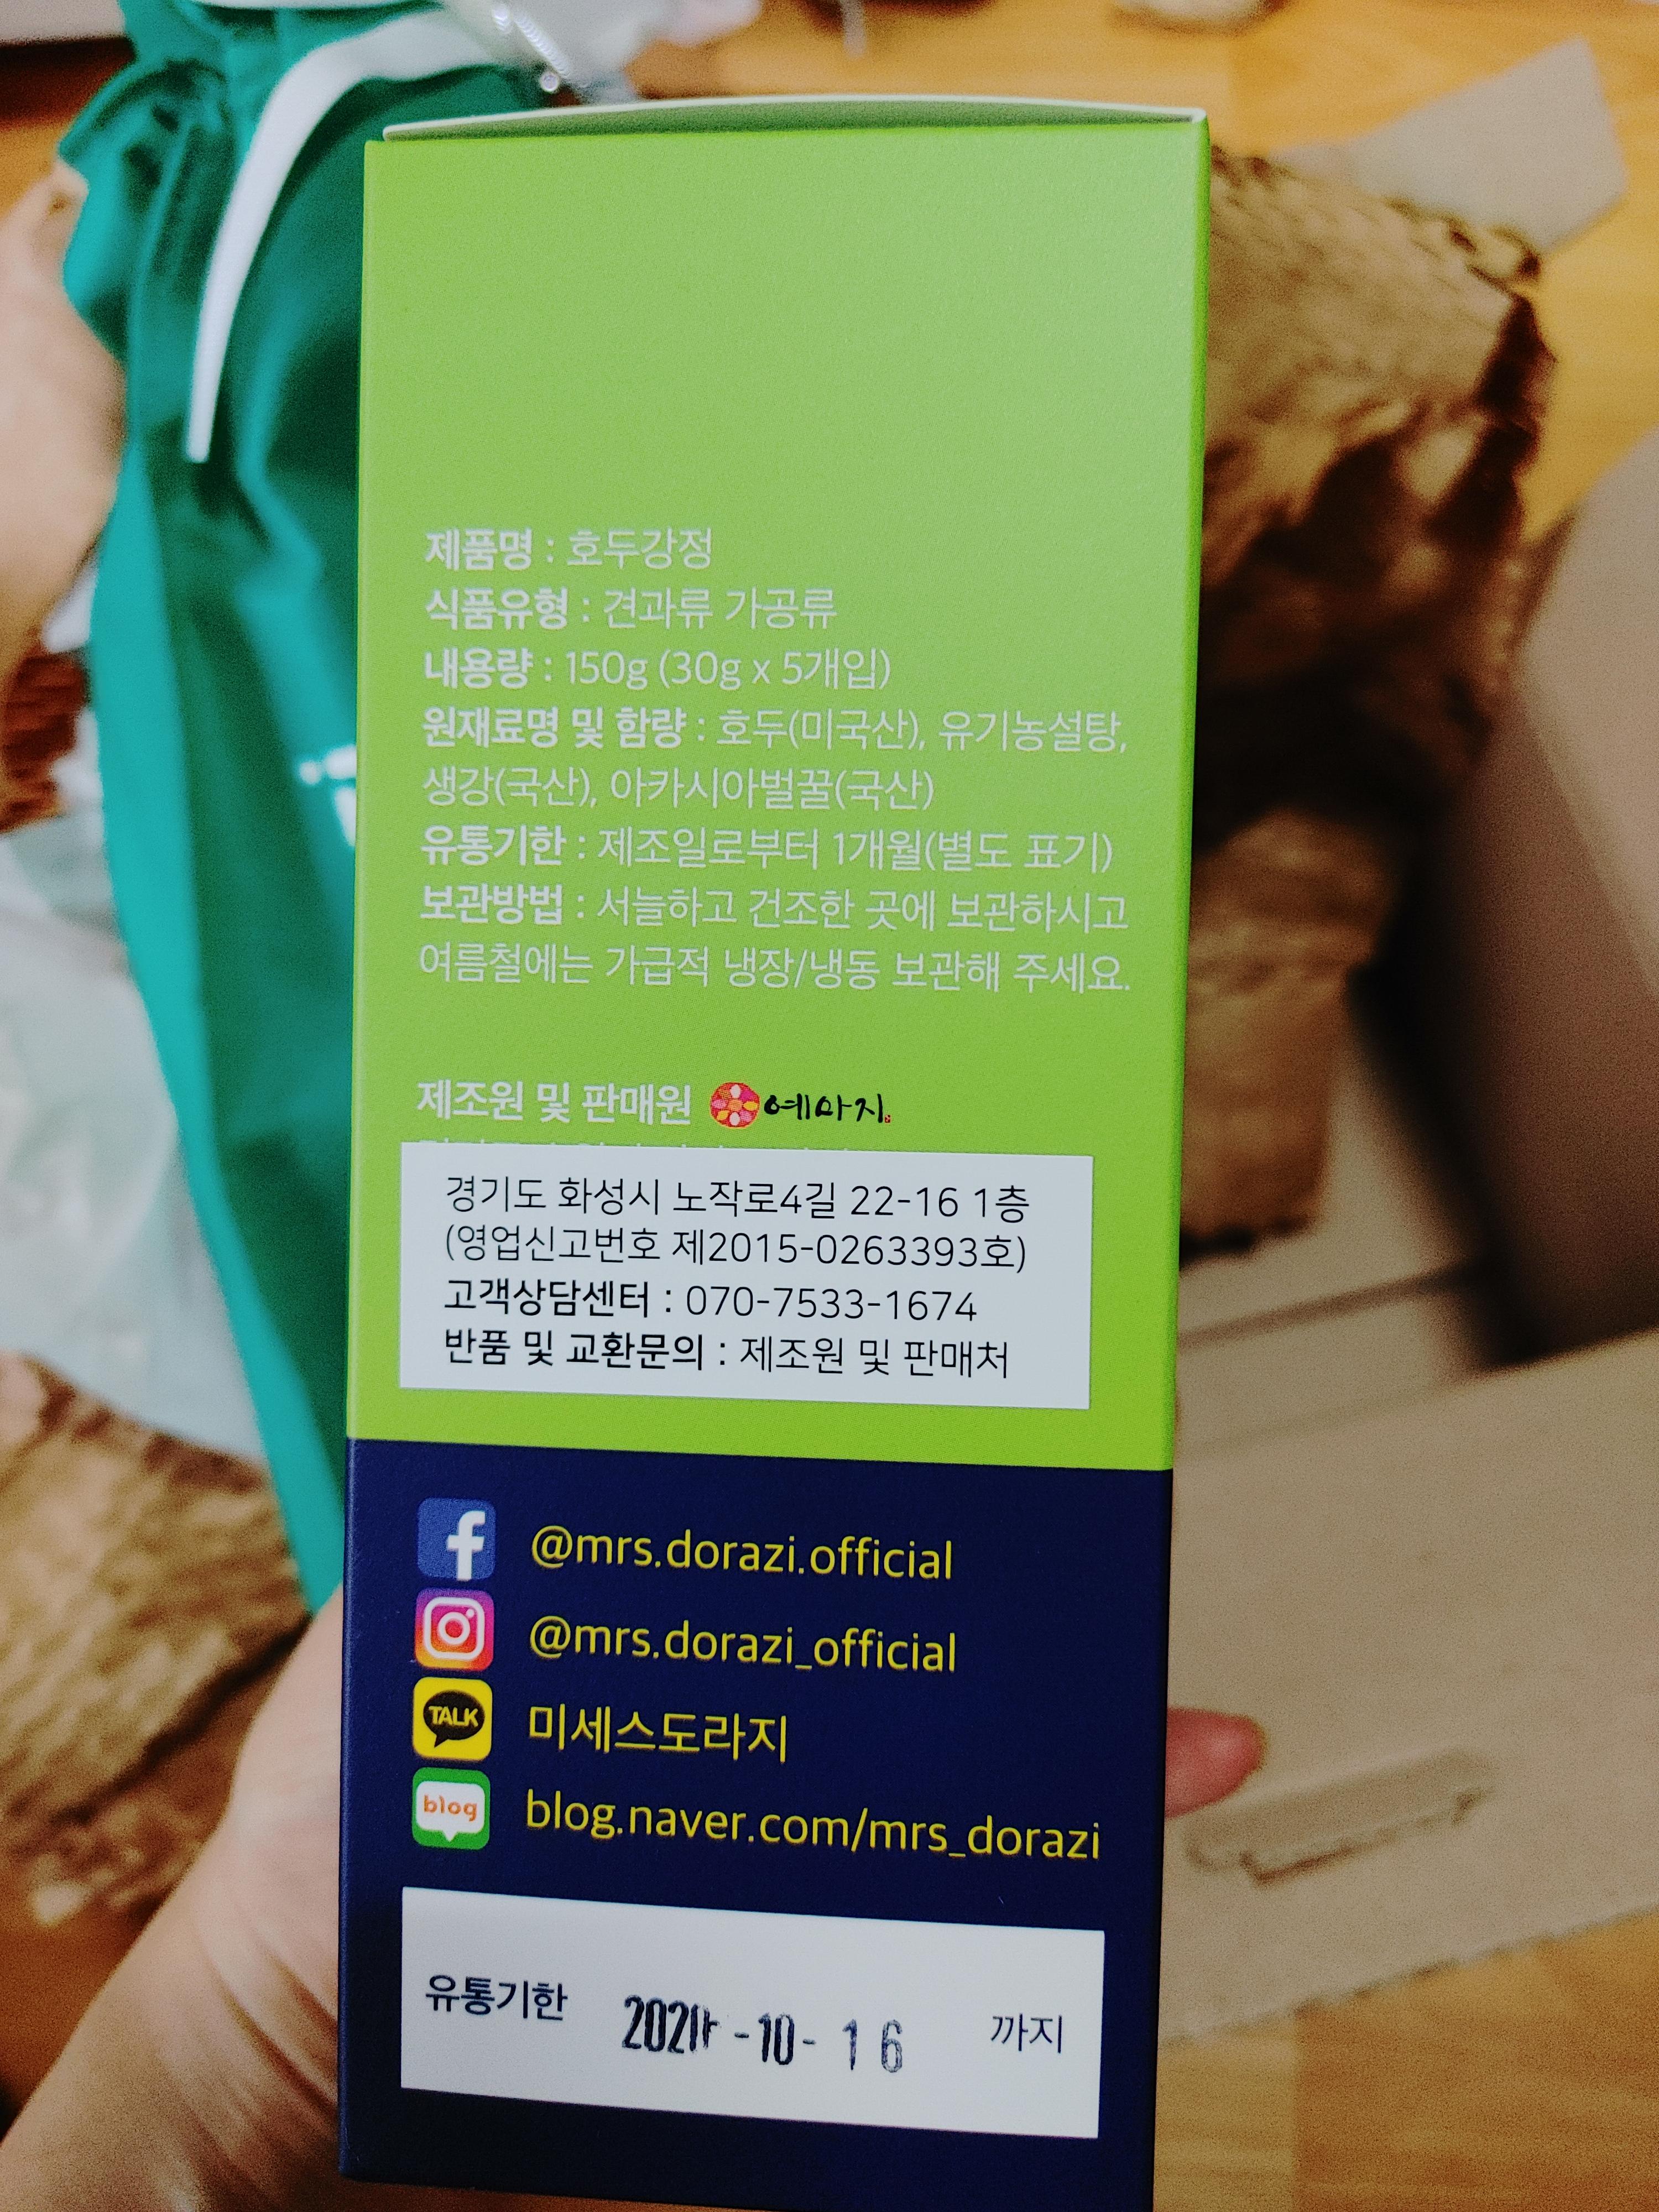 제품명 : 호두강정
식품유형 : 견과류 가공류
내용량 : 150g (30g x 5개입)
원재료명 및 함량 : 호두(미국산), 유기농설탕,
생강(국산), 아카시아벌꿀(국산)
유통기한 : 제조일로부터 1개월(별도 표기)
보관방법 : 서늘하고 건조한 곳에 보관하시고
여름철에는 가급적 냉장/냉동 보관해 주세요.
제조원 및 판매원 예마지
경기도 화성시 노작로4길 22-16 1층
(영업신고번호 제2015-0263393호)
고객상담센터 : 070-7533-1674
반품 및 교환문의 : 제조원 및 판매처
f @mrs.dorazi.official
@mrs.dorazi_official
TALK 미세스도라지
blog blog.naver.com/mrs_dorazi
유통기한 -10- 16 까지